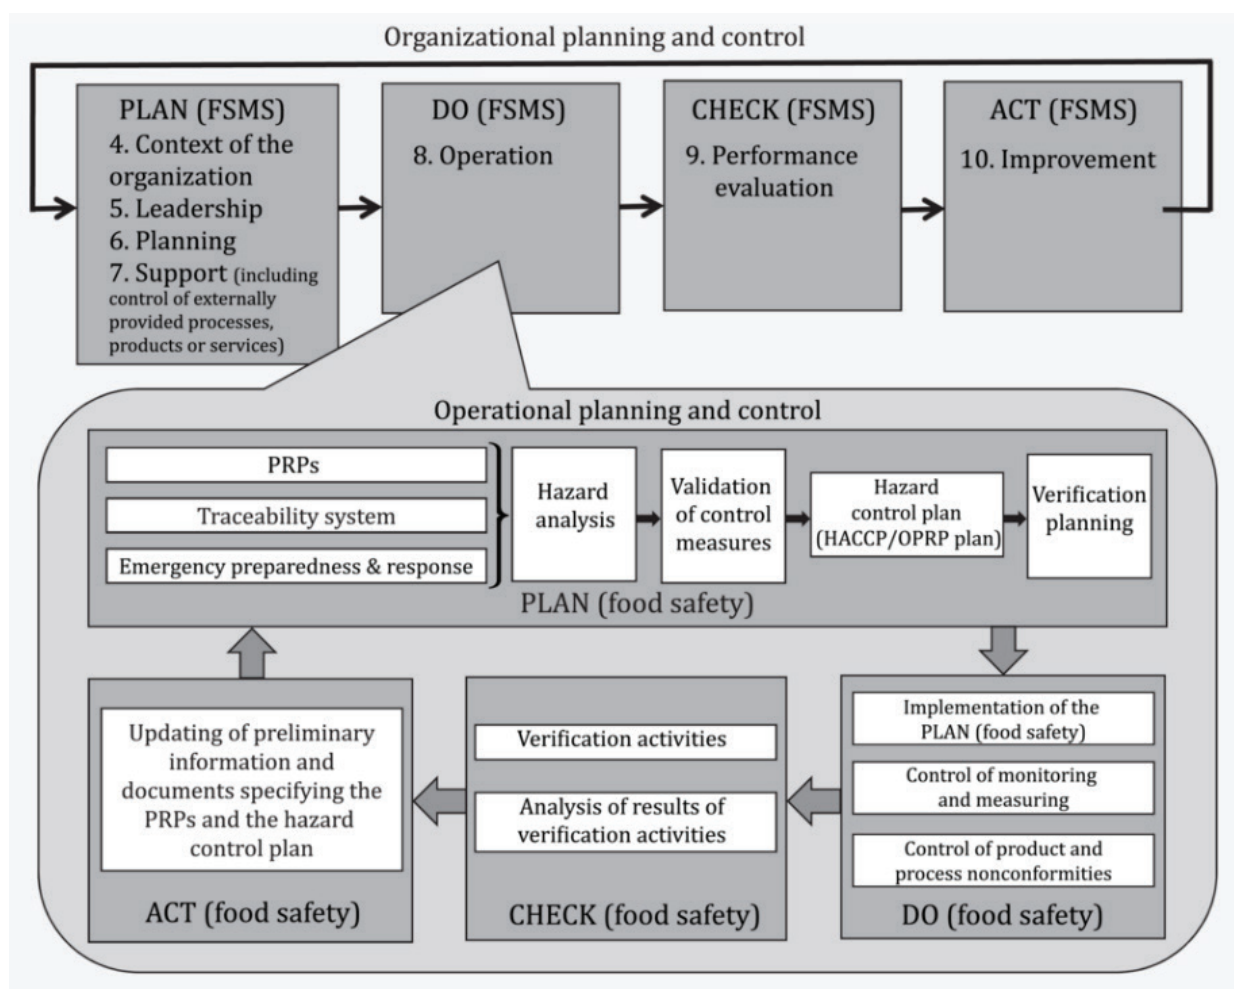 Organizational planning and control
PLAN (FSMS)
4. Context of the
organization
5. Leadership
6. Planning
7. Support (including
control of externally
provided processes,
products or services)
DO (FSMS)
8. Operation
CHECK (FSMS)
9. Performance
evaluation
ACT (FSMS)
10. Improvement
Operational planning and control
PRPs
Traceability system
Emergency preparedness & response
Hazard
analysis
Validation
of control
measures
Hazard
control plan
(HACCP/OPRP plan)
Verification
planning
PLAN (food safety)
Updating of preliminary
information and
documents specifying the
PRPs and the hazard
control plan
ACT (food safety)
Verification activities
Analysis of results of
verification activities
CHECK (food safety)
Implementation of the
PLAN (food safety)
Control of monitoring
and measuring
Control of product and
process nonconformities
DO (food safety)